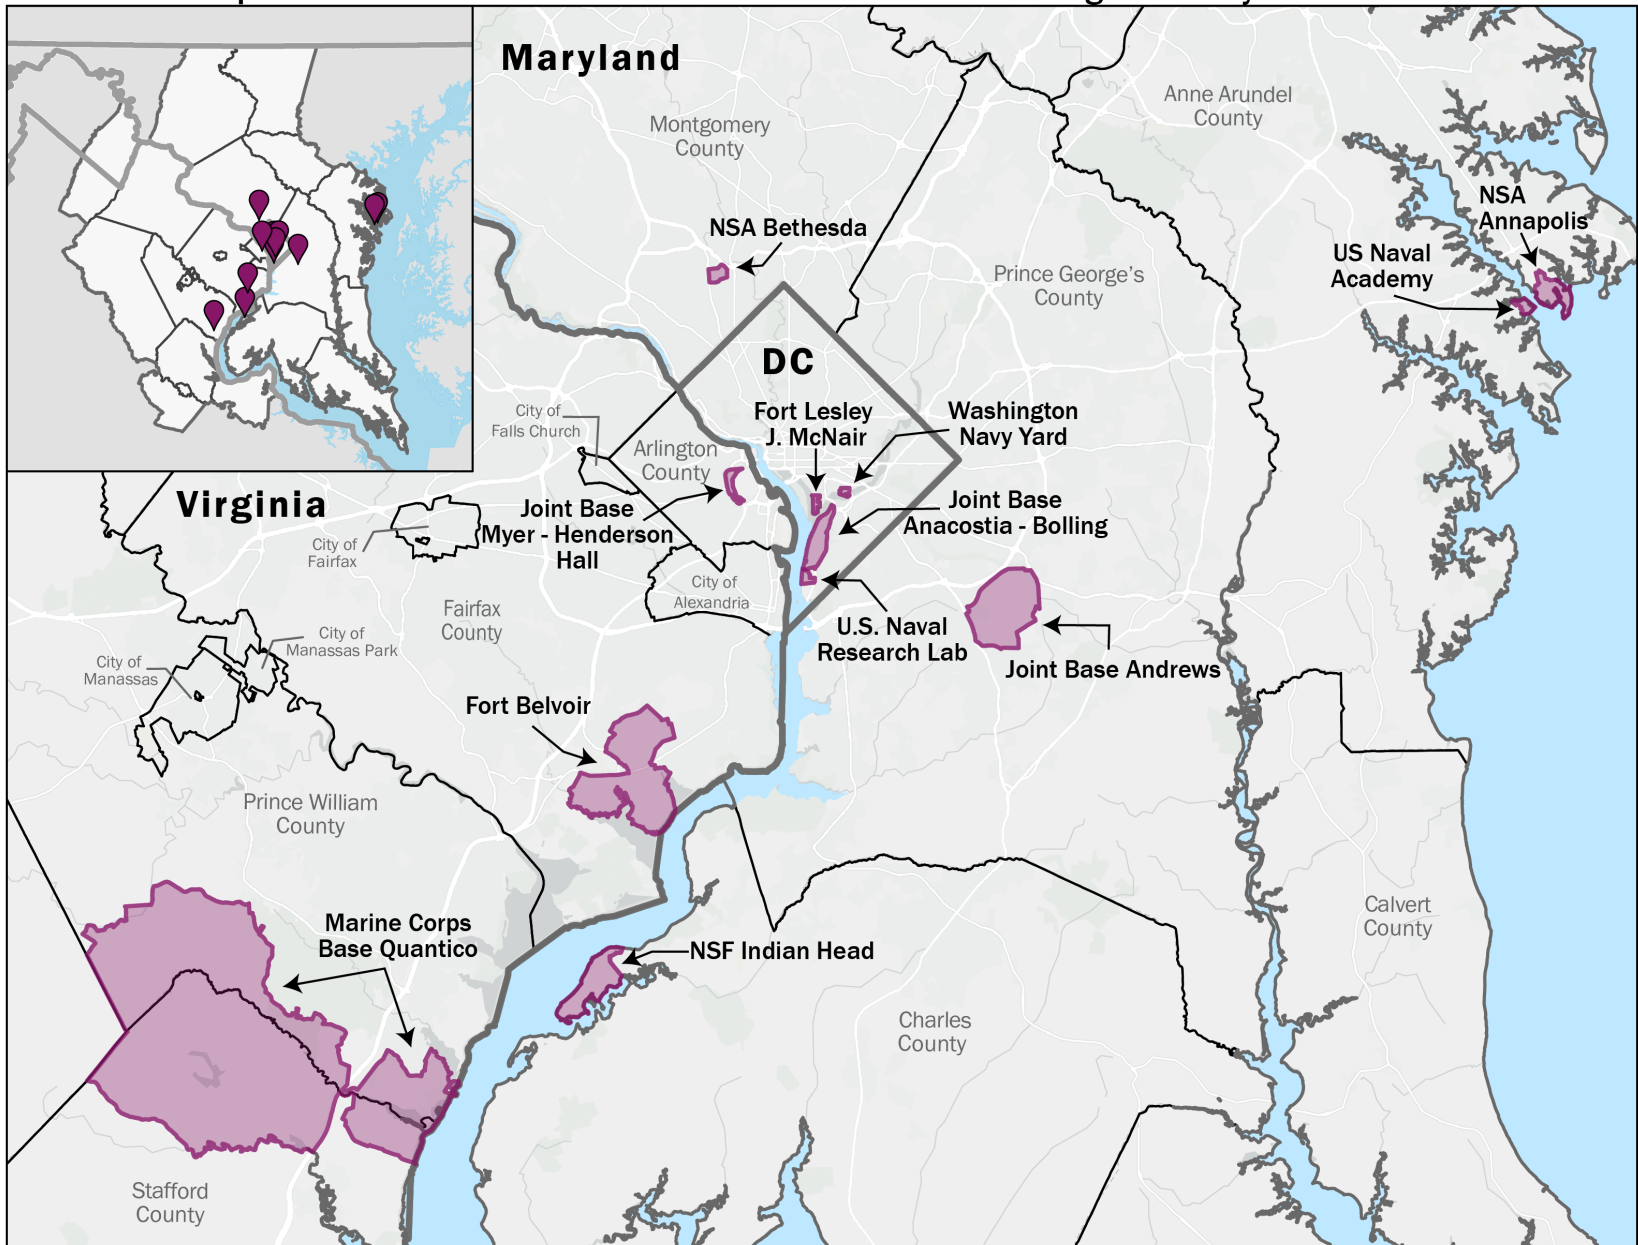 Maryland
Anne Arundel
County
Montgomery
County
NSA
Annapolis
NSA Bethesda
US Naval
Academy
Prince George's
County
DC
Fort Lesley
J. McNair
Washington
Navy Yard
City of
Falls Church
Arlington
County
Virginia
Joint Base
Myer - Henderson
Hall
Joint Base
Anacostia - Bolling
City of
Fairfax
City of
Alexandria
Fairfax
County
U.S. Naval
Research Lab
City of
Manassas Park
City of
Manassas
Joint Base Andrews
Fort Belvoir
Prince William
County
Marine Corps
Base Quantico
NSF Indian Head
Calvert
County
Charles
County
Stafford
County